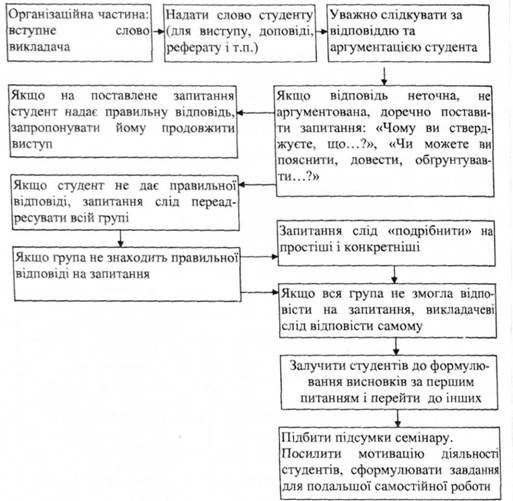 Організаційна частина:
вступне слово
викладача
Надати слово студенту
(для виступу, доповіді,
реферату і т.п.)
Уважно слідкувати за
відповіддю та
аргументацією студента
Якщо на поставлене запитання
студент надає правильну відповідь,
запропонувати йому продовжити
виступ
Якщо відповідь неточна, не
аргументована, доречно постави-
ти запитання: «Чому ви стверд-
жуєте, що…?», «Чи можете ви
пояснити, довести, обгрунтував-
ти…?»
Якщо студент не дає правильної
відповіді, запитання слід переад-
ресувати всій групі
Запитання слід «подрібнити» на
простіші і конкретніші
Якщо група не знаходить правильної
відповіді на запитання
Якщо вся група не змогла відпо-
вісти на запитання, викладачеві
слід відповісти самому
Залучити студентів до формулю-
вання висновків за першим
питанням і перейти до інших
Підбити підсумки семінару.
Посилити мотивацію діяльності
студентів, сформулювати завдання
для подальшої самостійної роботи